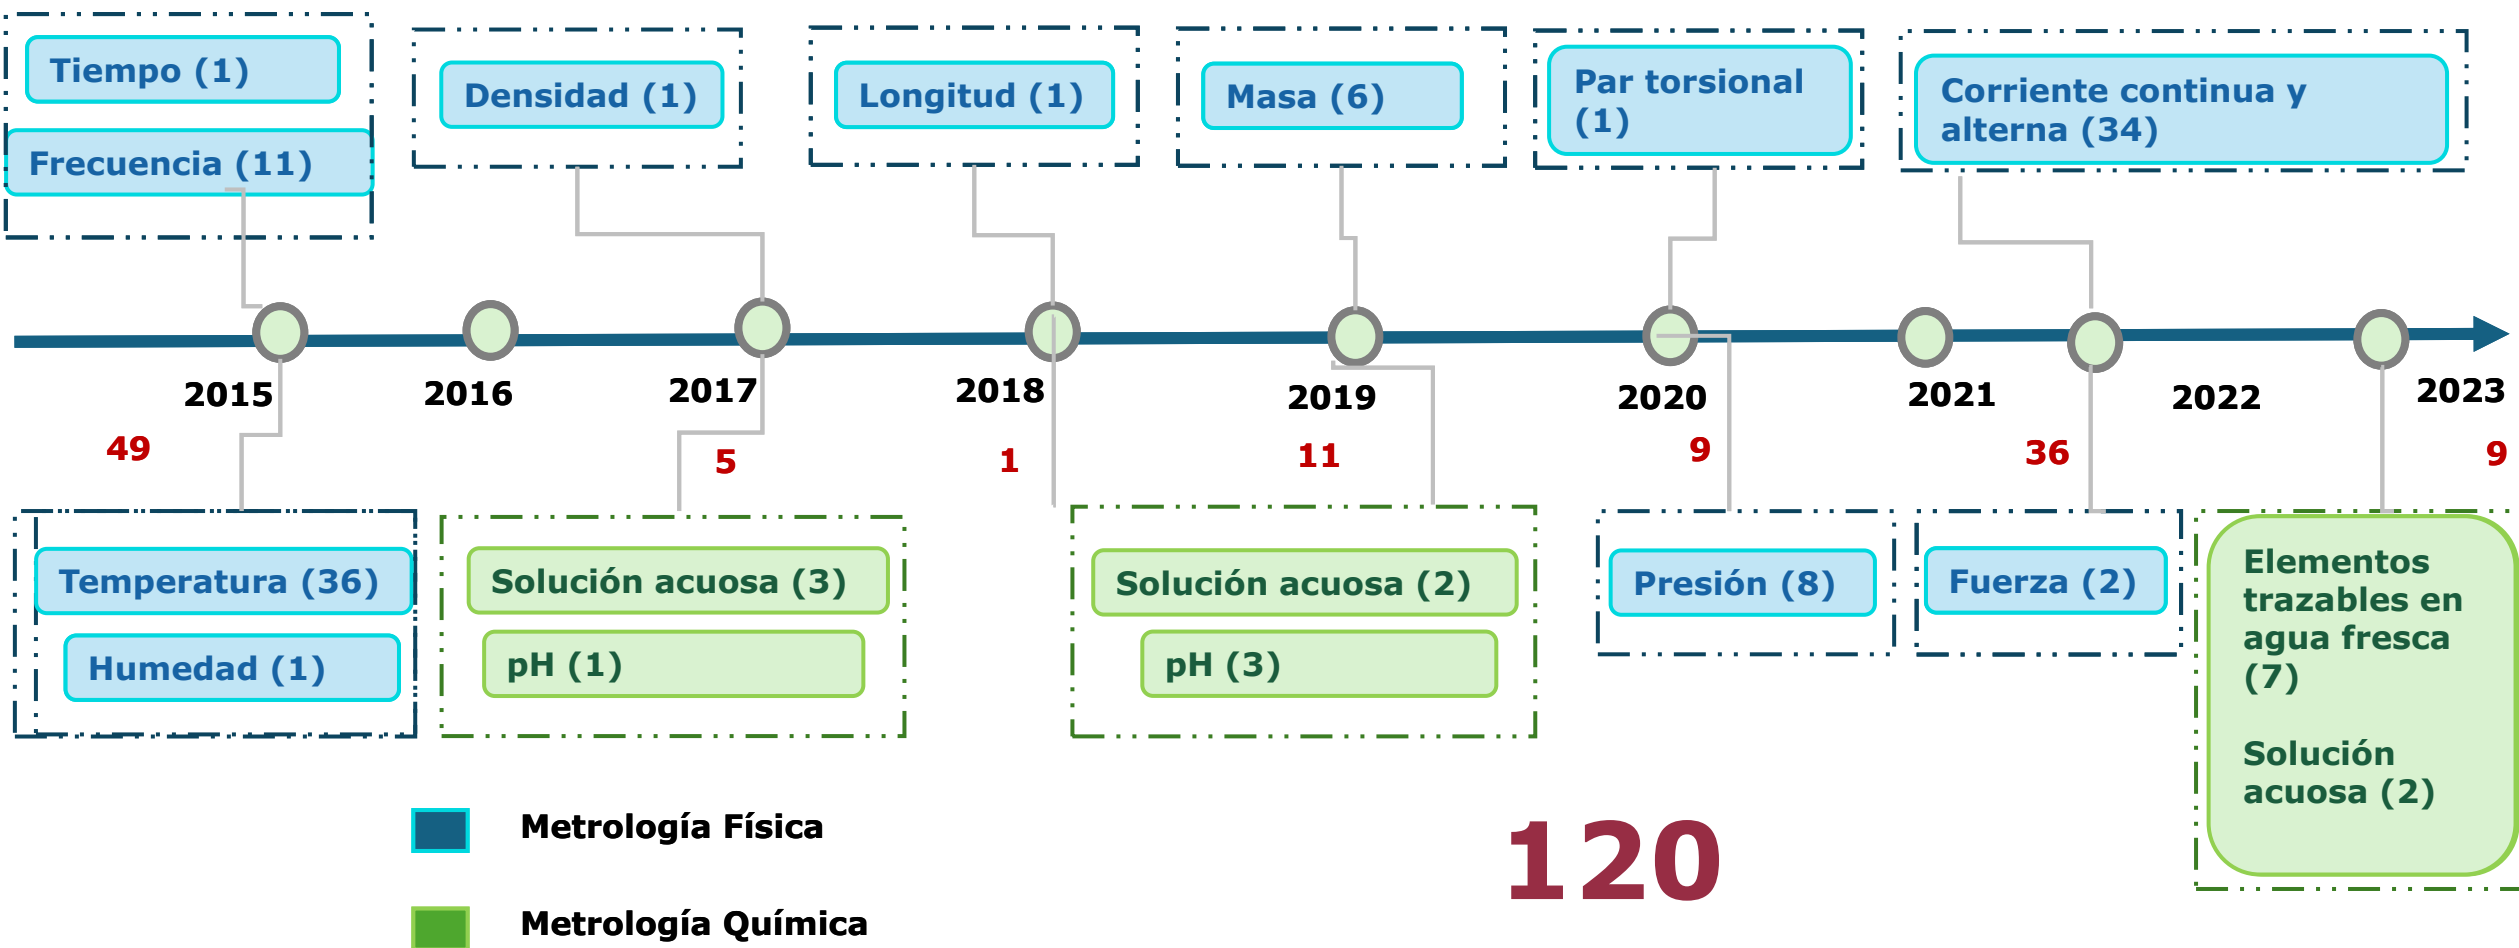 Tiempo (1)
Frecuencia (11)
Densidad (1)
Longitud (1)
Masa (6)
Par torsional
(1)
Corriente continua y
alterna (34)
2015
2016
2017
2018
2019
2020
2021
2022
2023
49
5
1
11
9
36
9
Temperatura (36)
Humedad (1)
Solución acuosa (3)
pH (1)
Solución acuosa (2)
pH (3)
Presión (8)
Fuerza (2)
Elementos
trazables en
agua fresca
(7)
Solución
acuosa (2)
Metrología Física
Metrología Química
120